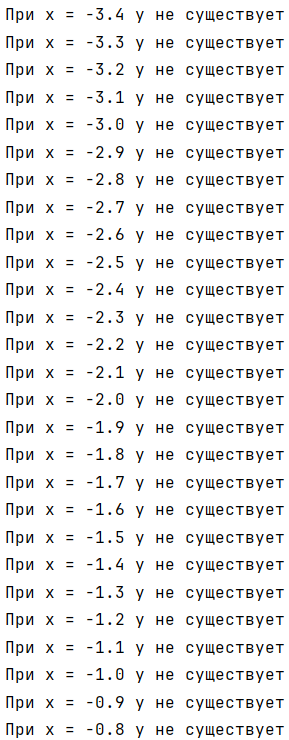 При x = -3.4 y не существует
При x = -3.3 y не существует
При x = -3.2 y не существует
При x = -3.1 y не существует
При x = -3.0 y не существует
При x = -2.9 y не существует
При x = -2.8 y не существует
При x = -2.7 y не существует
При x = -2.6 y не существует
При x = -2.5 y не существует
При x = -2.4 y не существует
При x = -2.3 y не существует
При x = -2.2 y не существует
При x = -2.1 y не существует
При x = -2.0 y не существует
При x = -1.9 y не существует
При x = -1.8 y не существует
При x = -1.7 y не существует
При x = -1.6 y не существует
При x = -1.5 y не существует
При x = -1.4 y не существует
При x = -1.3 y не существует
При x = -1.2 y не существует
При x = -1.1 y не существует
При x = -1.0 y не существует
При x = -0.9 y не существует
При x = -0.8 y не существует